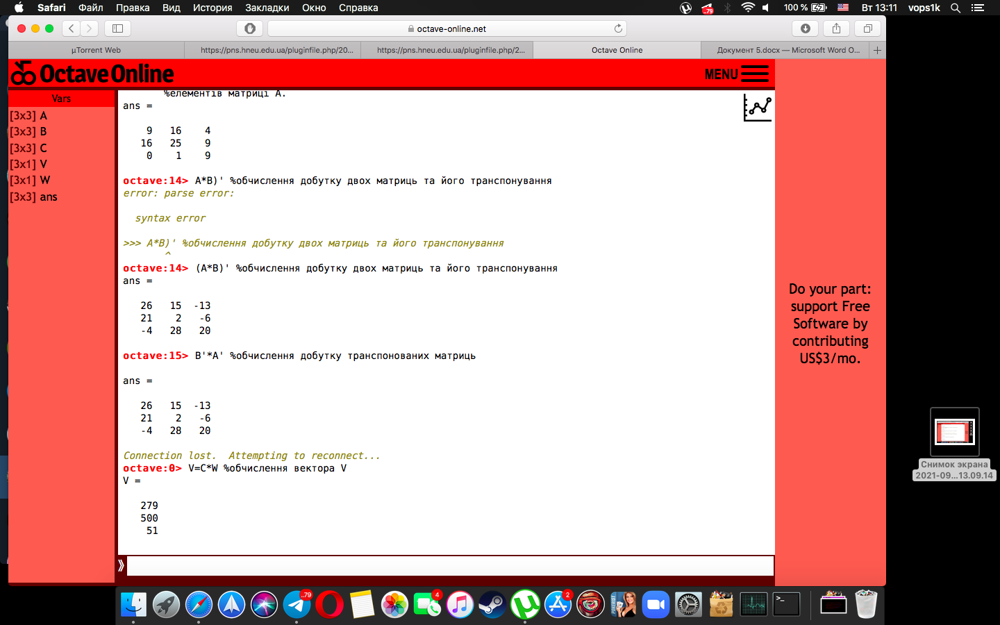 Safari Файл Правка Вид История Закладки Окно Справка
..79
100 % Вт 13:11 vops1k
octave-online.net
µTorrent Web
https://pns.hneu.edu.ua/pluginfile.php/20...
https://pns.hneu.edu.ua/pluginfile.php/2...
Octave Online
Документ 5.docx — Microsoft Word O...
Octave Online
MENU
Vars
[3x3] A
[3x3] B
[3x3] C
[3x1] V
[3x1] W
[3x3] ans
%елементів матриці A.
ans =
9 16 4
16 25 9
0 1 9
octave:14> A*B)' %обчислення добутку двох матриць та його транспонування
error: parse error:
syntax error
>>> A*B)' %обчислення добутку двох матриць та його транспонування
^
octave:14> (A*B)' %обчислення добутку двох матриць та його транспонування
ans =
26 15 -13
21 2 -6
-4 28 20
octave:15> B'*A' %обчислення добутку транспонованих матриць
ans =
26 15 -13
21 2 -6
-4 28 20
Connection lost. Attempting to reconnect...
octave:0> V=C*W %обчислення вектора V
V =
279
500
51
Do your part:
support Free
Software by
contributing
US$3/mo.
Снимок экрана
2021-09...13.09.14
..79
4
2
>_